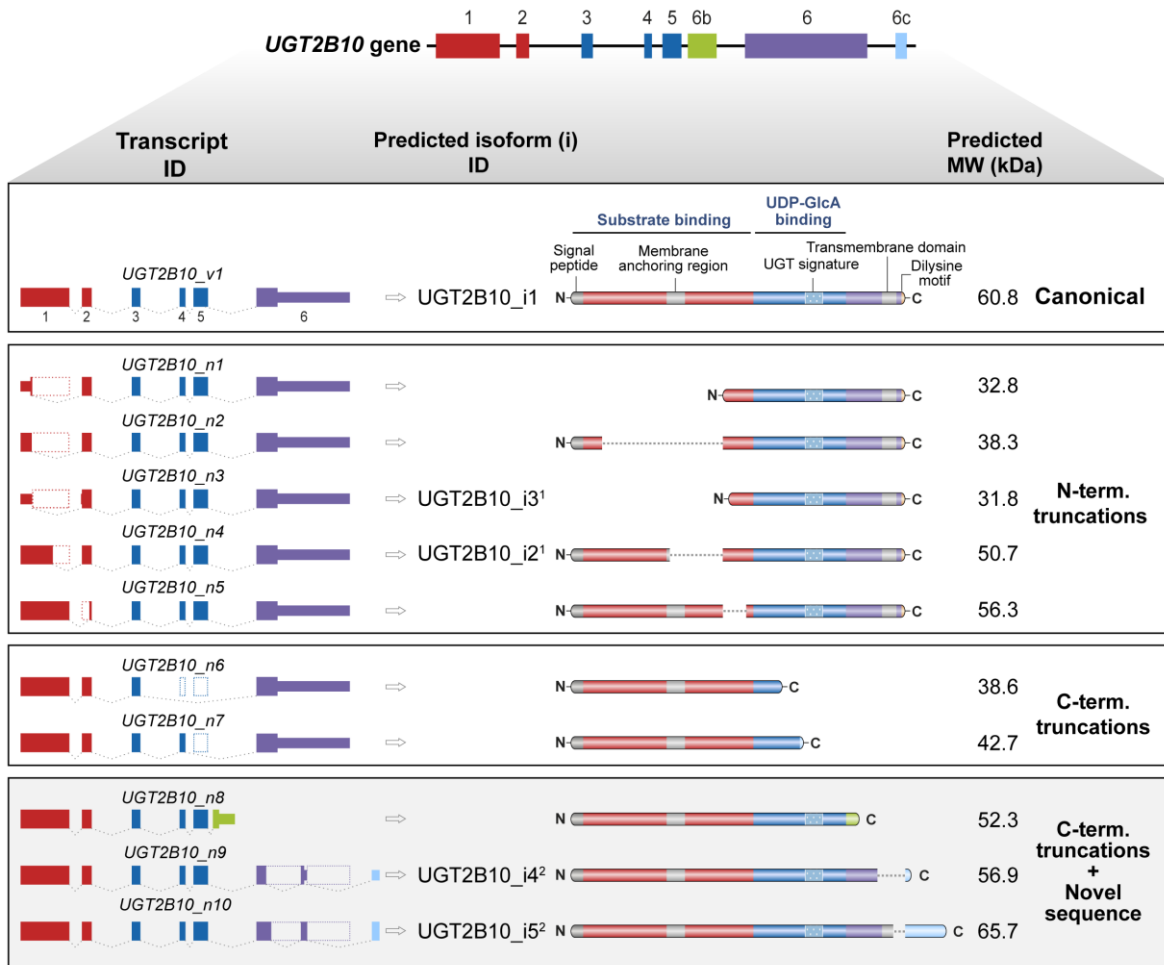 1 2 3 4 5 6b 6 6c
UGT2B10 gene
Transcript
ID
Predicted isoform (i)
ID
Predicted
MW (kDa)
Substrate binding
UDP-GlcA
binding
Signal
peptide
Membrane
anchoring region
UGT signature
Transmembrane domain
Dilysine
motif
UGT2B10_v1
1 2 3 4 5 6
UGT2B10_i1
N C
60.8
Canonical
UGT2B10_n1
N C
32.8
UGT2B10_n2
N C
38.3
UGT2B10_n3
UGT2B10_i3¹
N C
31.8
UGT2B10_n4
UGT2B10_i2¹
N C
50.7
UGT2B10_n5
N C
56.3
N-term.
truncations
UGT2B10_n6
N C
38.6
UGT2B10_n7
N C
42.7
C-term.
truncations
UGT2B10_n8
N C
52.3
UGT2B10_n9
UGT2B10_i4²
N C
56.9
UGT2B10_n10
UGT2B10_i5²
N C
65.7
C-term.
truncations
+
Novel
sequence